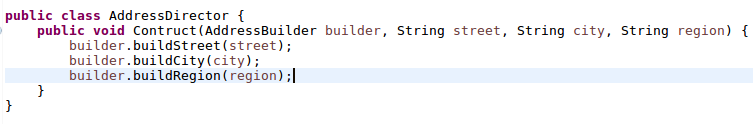 public class AddressDirector {
    public void Contruct(AddressBuilder builder, String street, String city, String region) {
        builder.buildStreet(street);
        builder.buildCity(city);
        builder.buildRegion(region);
    }
}